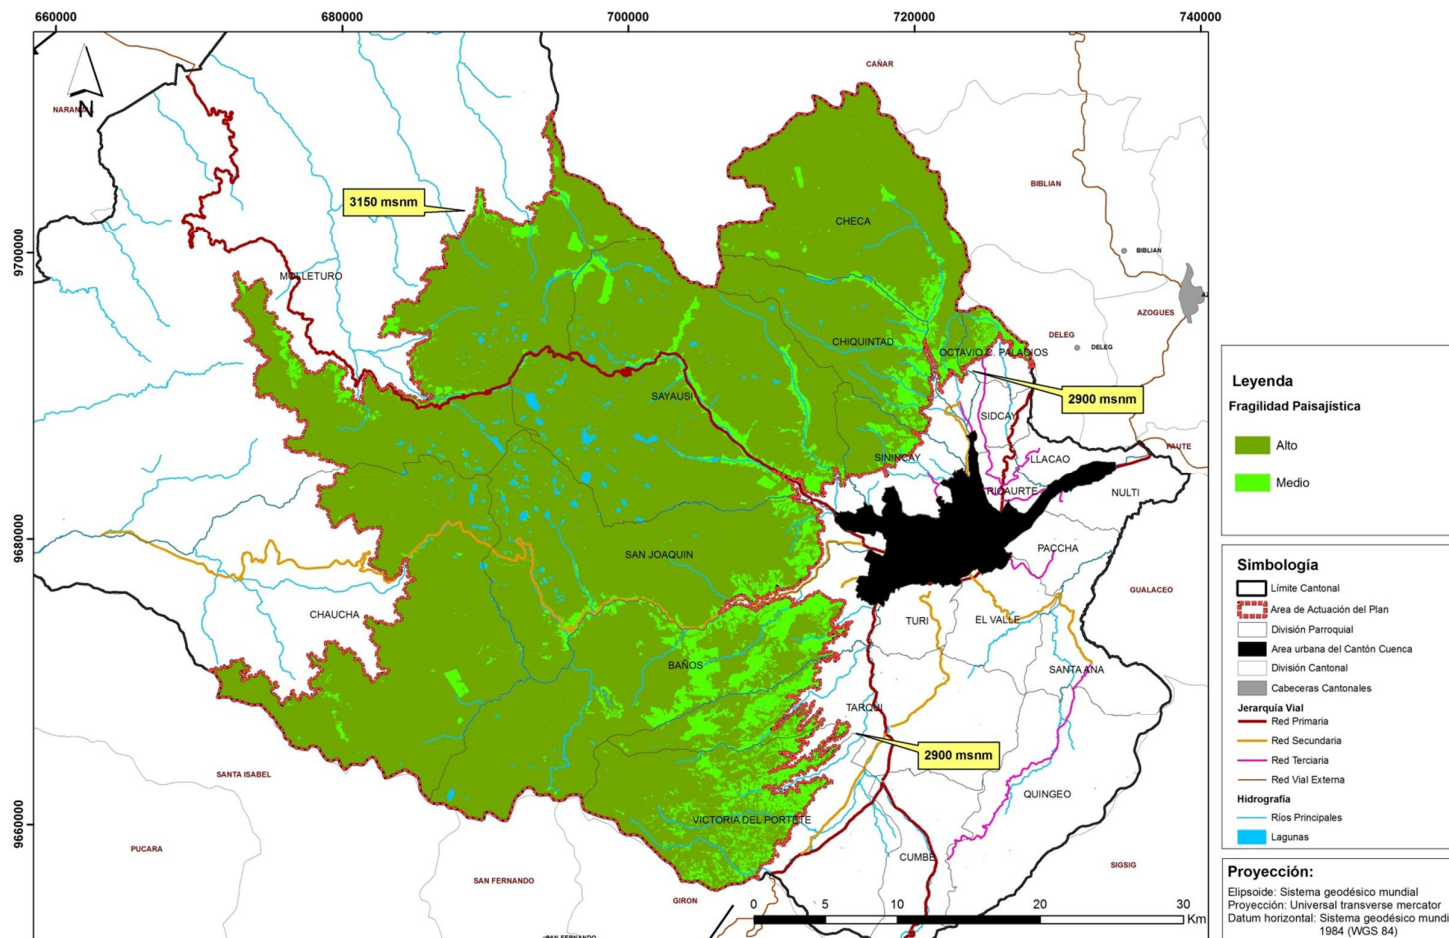 660000
680000
700000
720000
740000
CAÑAR
N
3150 msnm
BIBLIAN
CHECA
9700000
BIBLIAN
MOLLETURO
AZOGUES
DELEG
DELEG
CHIQUINTAD
OCTAVIO C. PALACIOS
SAYAUSI
2900 msnm
SIDCAY
SININCAY
LLACAO
PAUTE
RICAURTE
NULTI
9680000
SAN JOAQUIN
PACCHA
GUALACEO
CHAUCHA
TURI
EL VALLE
BAÑOS
SANTA ANA
TARQUI
2900 msnm
SANTA ISABEL
QUINGEO
9660000
VICTORIA DEL PORTETE
PUCARA
CUMBE
SIGSIG
SAN FERNANDO
GIRON
SAN FERNANDO
0
5
10
20
30
Km
Leyenda
Fragilidad Paisajística
Alto
Medio
Simbología
Límite Cantonal
Area de Actuación del Plan
División Parroquial
Area urbana del Cantón Cuenca
División Cantonal
Cabeceras Cantonales
Jerarquía Vial
Red Primaria
Red Secundaria
Red Terciaria
Red Vial Externa
Hidrografía
Ríos Principales
Lagunas
Proyección:
Elipsoide: Sistema geodésico mundial
Proyección: Universal transverse mercator
Datum horizontal: Sistema geodésico mundi
1984 (WGS 84)